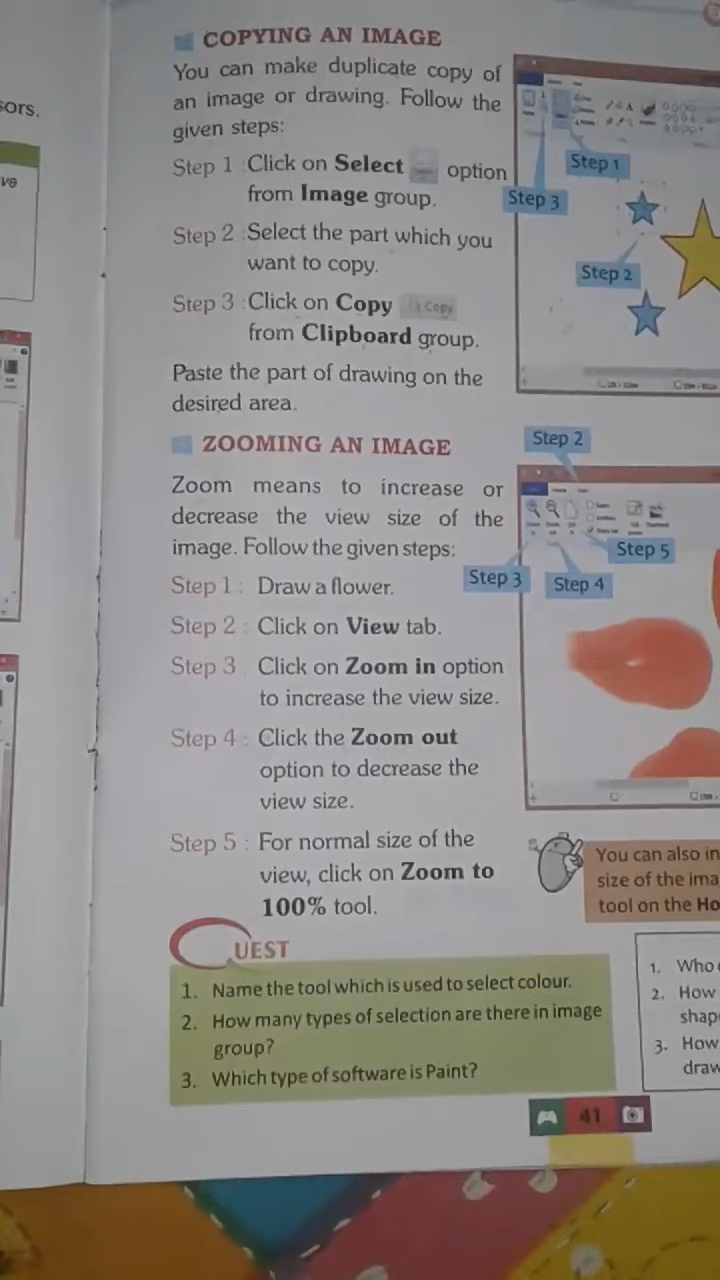 sors.
ve
COPYING AN IMAGE
You can make duplicate copy of
an image or drawing. Follow the
given steps:
Step 1 : Click on Select option
from Image group.
Step 2 : Select the part which you
want to copy.
Step 3 : Click on Copy Copy
from Clipboard group.
Paste the part of drawing on the
desired area.
Step 1
Step 3
Step 2
ZOOMING AN IMAGE
Zoom means to increase or
decrease the view size of the
image. Follow the given steps:
Step 1 : Draw a flower.
Step 2 : Click on View tab.
Step 3 Click on Zoom in option
to increase the view size.
Step 4 : Click the Zoom out
option to decrease the
view size.
Step 5 : For normal size of the
view, click on Zoom to
100% tool.
Step 2
Step 5
Step 3
Step 4
You can also in
size of the ima
tool on the Ho
QUEST
1. Name the tool which is used to select colour.
2. How many types of selection are there in image
group?
3. Which type of software is Paint?
1. Who
2. How
shap
3. How
draw
41